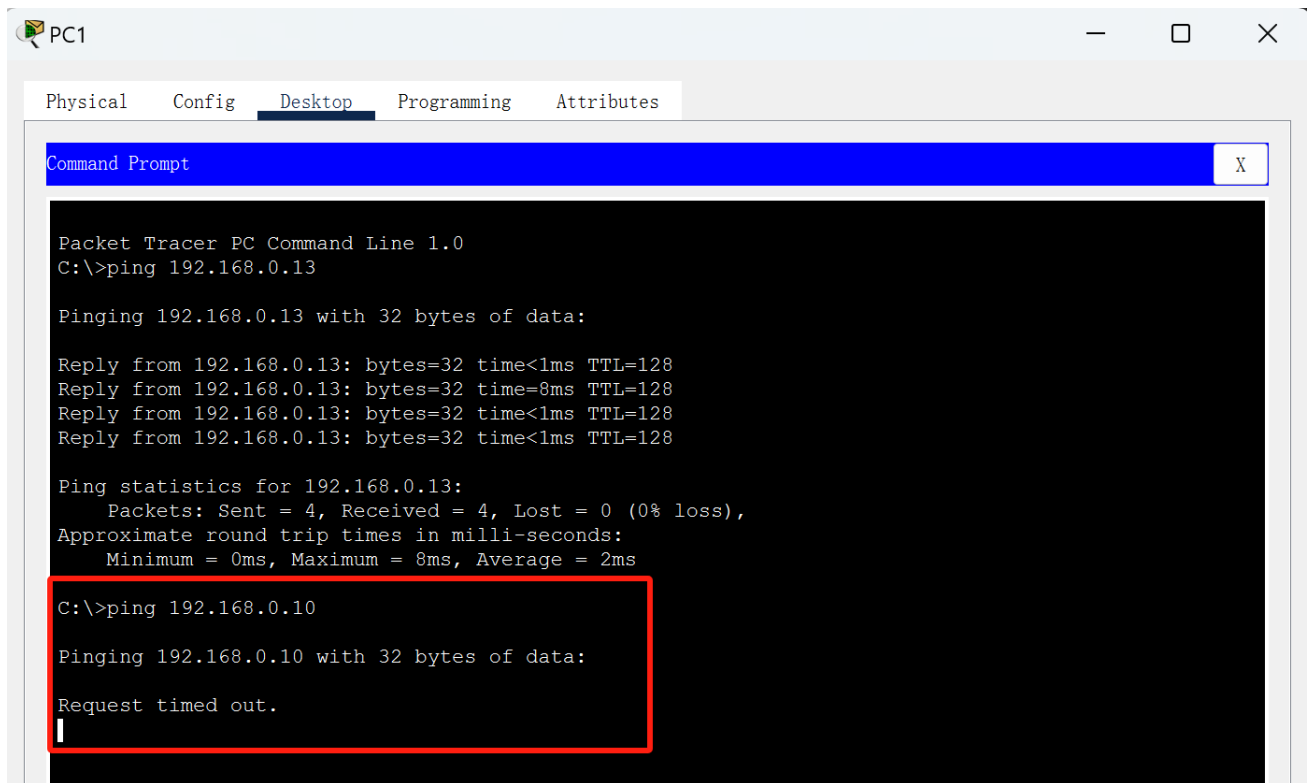 PC1
Physical Config Desktop Programming Attributes
Command Prompt X
Packet Tracer PC Command Line 1.0
C:\>ping 192.168.0.13
Pinging 192.168.0.13 with 32 bytes of data:
Reply from 192.168.0.13: bytes=32 time<1ms TTL=128
Reply from 192.168.0.13: bytes=32 time=8ms TTL=128
Reply from 192.168.0.13: bytes=32 time<1ms TTL=128
Reply from 192.168.0.13: bytes=32 time<1ms TTL=128
Ping statistics for 192.168.0.13:
Packets: Sent = 4, Received = 4, Lost = 0 (0% loss),
Approximate round trip times in milli-seconds:
Minimum = 0ms, Maximum = 8ms, Average = 2ms
C:\>ping 192.168.0.10
Pinging 192.168.0.10 with 32 bytes of data:
Request timed out.